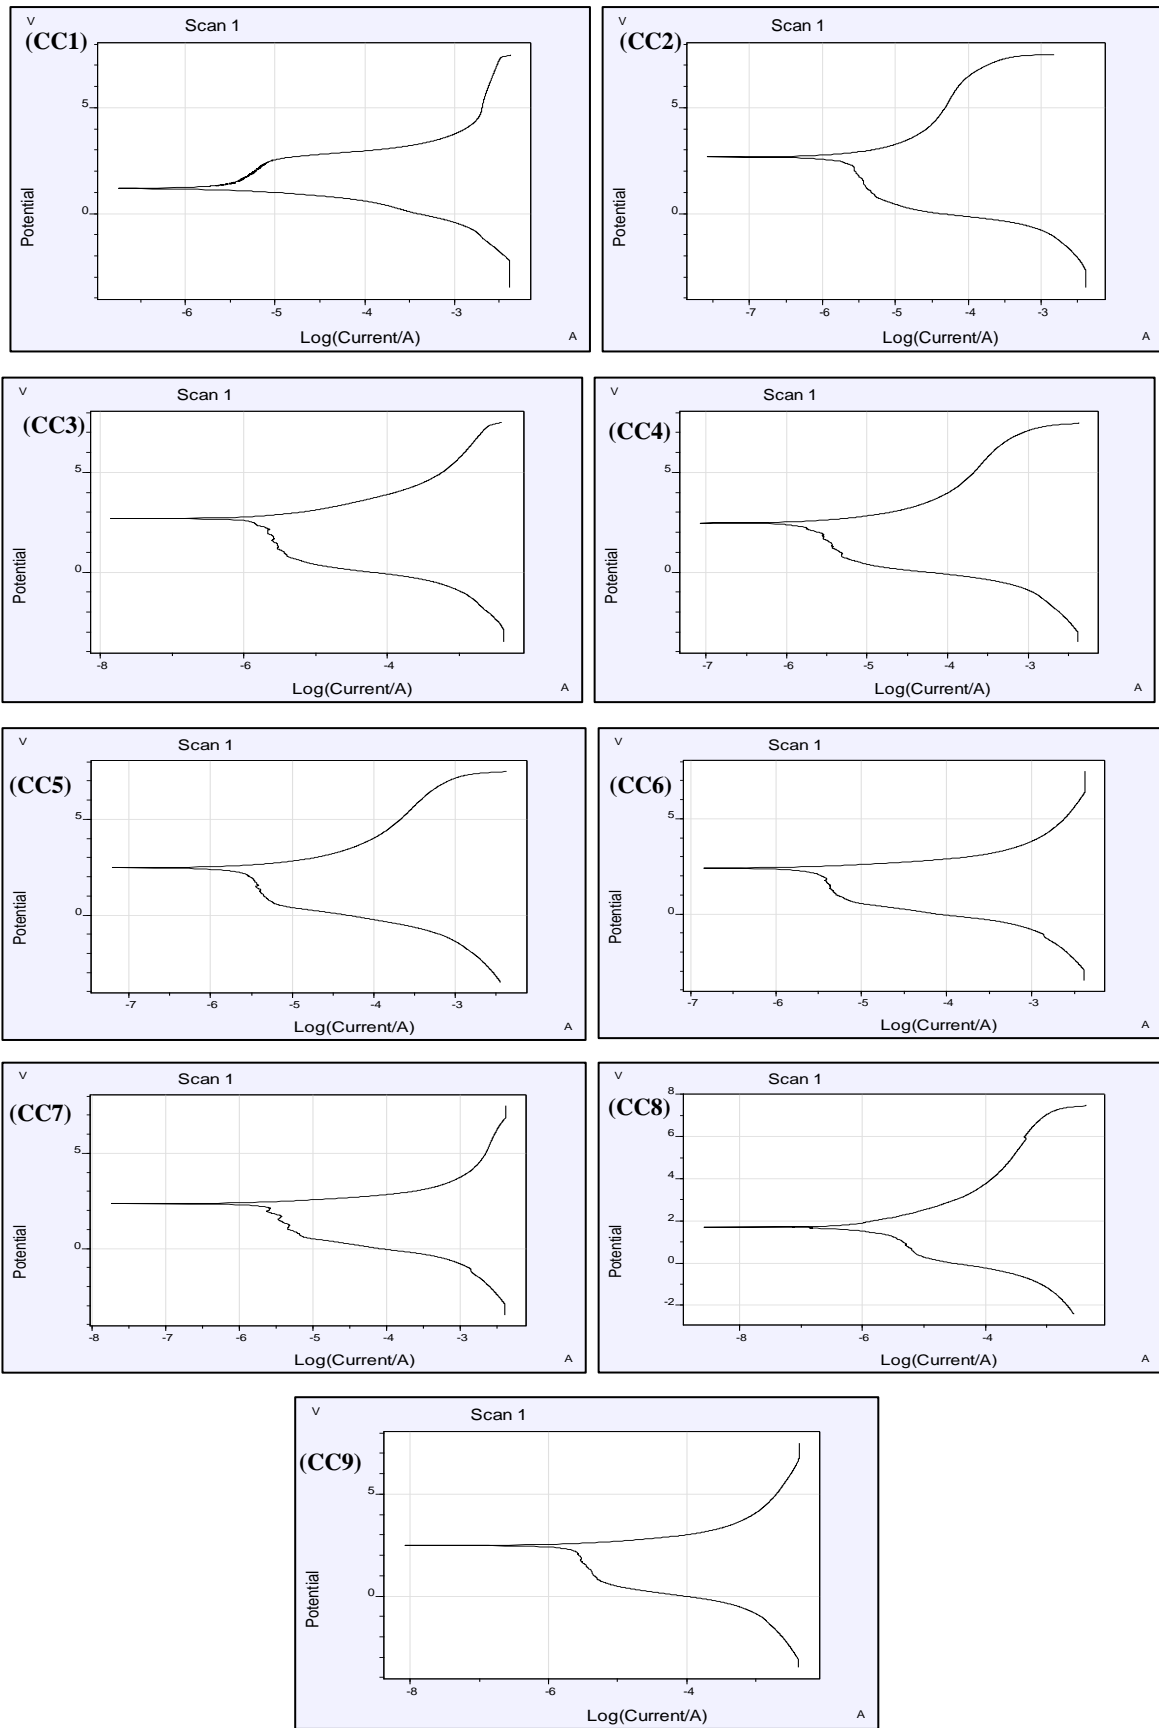 V
Scan 1
(CC1)
5
0
Potential
-6 -5 -4 -3
Log(Current/A)
A
V
Scan 1
(CC2)
5
0
Potential
-7 -6 -5 -4 -3
Log(Current/A)
A
V
Scan 1
(CC3)
5
0
Potential
-8 -6 -4
Log(Current/A)
A
V
Scan 1
(CC4)
5
0
Potential
-7 -6 -5 -4 -3
Log(Current/A)
A
V
Scan 1
(CC5)
5
0
Potential
-7 -6 -5 -4 -3
Log(Current/A)
A
V
Scan 1
(CC6)
5
0
Potential
-7 -6 -5 -4 -3
Log(Current/A)
A
V
Scan 1
(CC7)
5
0
Potential
-8 -7 -6 -5 -4 -3
Log(Current/A)
A
V
Scan 1
(CC8)
8
6
4
2
0
-2
Potential
-8 -6 -4
Log(Current/A)
A
V
Scan 1
(CC9)
5
0
Potential
-8 -6 -4
Log(Current/A)
A